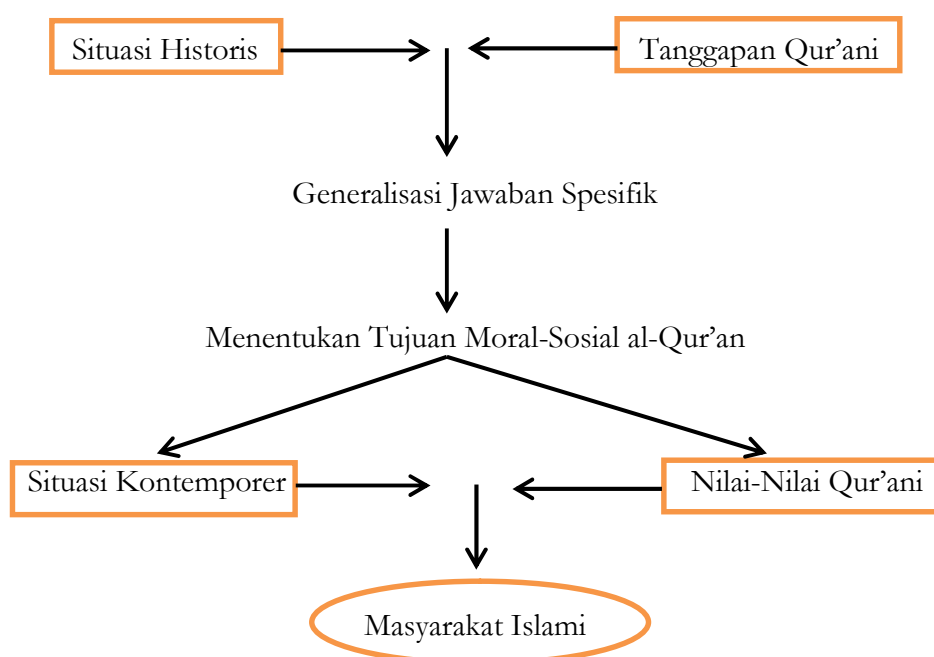 Situasi Historis
Tanggapan Qur’ani
Generalisasi Jawaban Spesifik
Menentukan Tujuan Moral-Sosial al-Qur’an
Situasi Kontemporer
Nilai-Nilai Qur’ani
Masyarakat Islami